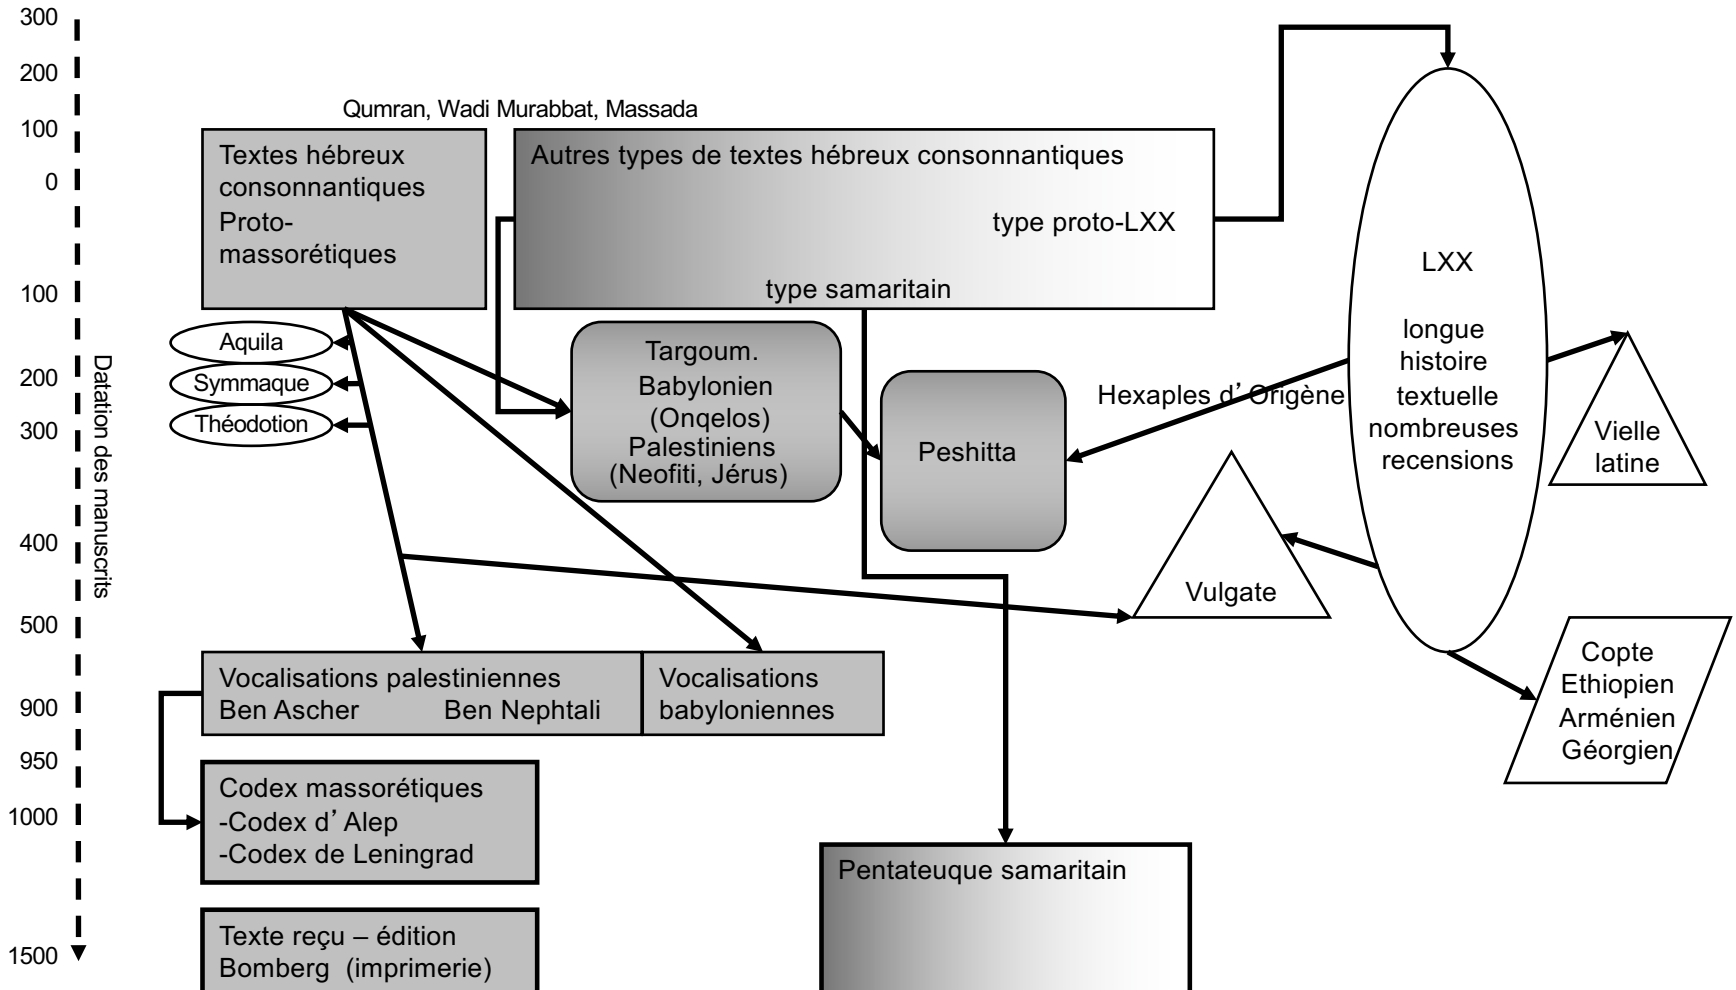 300
200
100
0
100
200
300
400
500
900
950
1000
1500
Datation des manuscrits
Qumran, Wadi Murabbat, Massada
Textes hébreux
consonnantiques
Proto-
massorétiques
Autres types de textes hébreux consonnantiques
type proto-LXX
type samaritain
LXX
longue
histoire
textuelle
nombreuses
recensions
Aquila
Symmaque
Théodotion
Targoum.
Babylonien
(Onqelos)
Palestiniens
(Neofiti, Jérus)
Peshitta
Hexaples d’Origène
Vielle
latine
Vulgate
Copte
Ethiopien
Arménien
Géorgien
Vocalisations palestiniennes
Ben Ascher Ben Nephtali
Vocalisations
babyloniennes
Codex massorétiques
-Codex d’Alep
-Codex de Leningrad
Pentateuque samaritain
Texte reçu – édition
Bomberg (imprimerie)